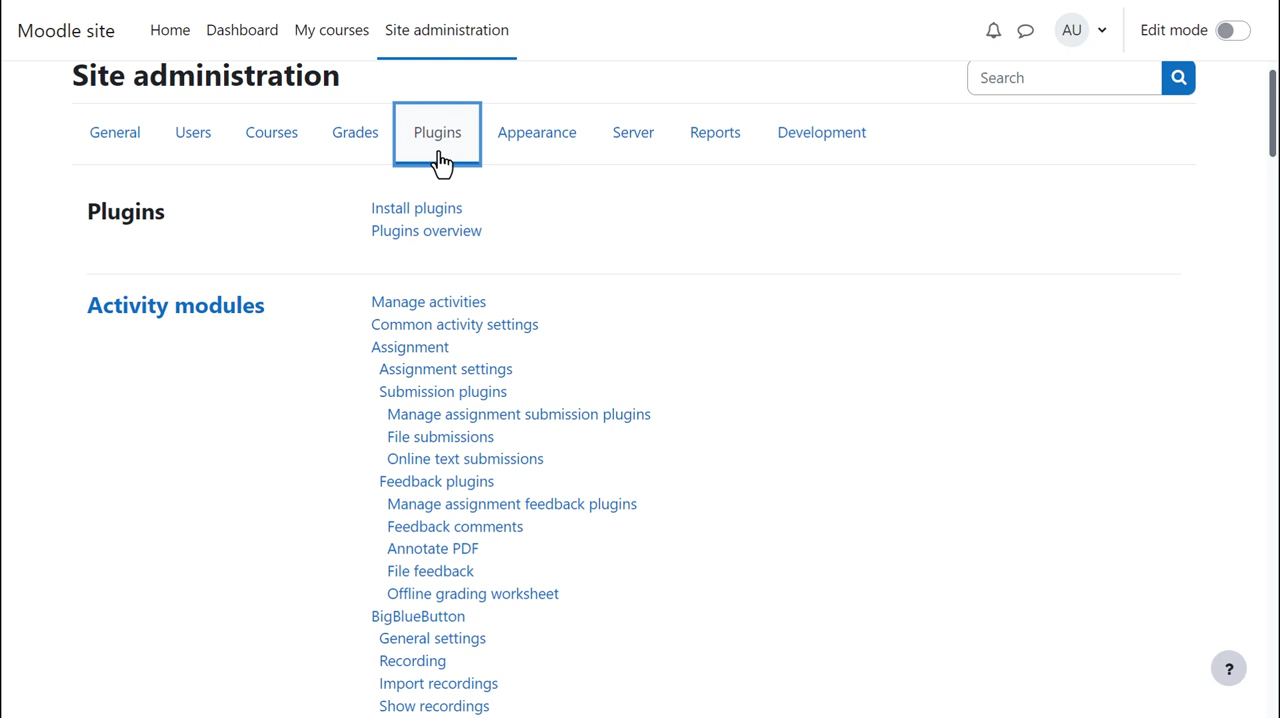 Moodle site Home Dashboard My courses Site administration AU Edit mode
Site administration Search
General Users Courses Grades Plugins Appearance Server Reports Development
Plugins Install plugins
Plugins overview
Activity modules Manage activities
Common activity settings
Assignment
Assignment settings
Submission plugins
Manage assignment submission plugins
File submissions
Online text submissions
Feedback plugins
Manage assignment feedback plugins
Feedback comments
Annotate PDF
File feedback
Offline grading worksheet
BigBlueButton
General settings
Recording
Import recordings
Show recordings
?